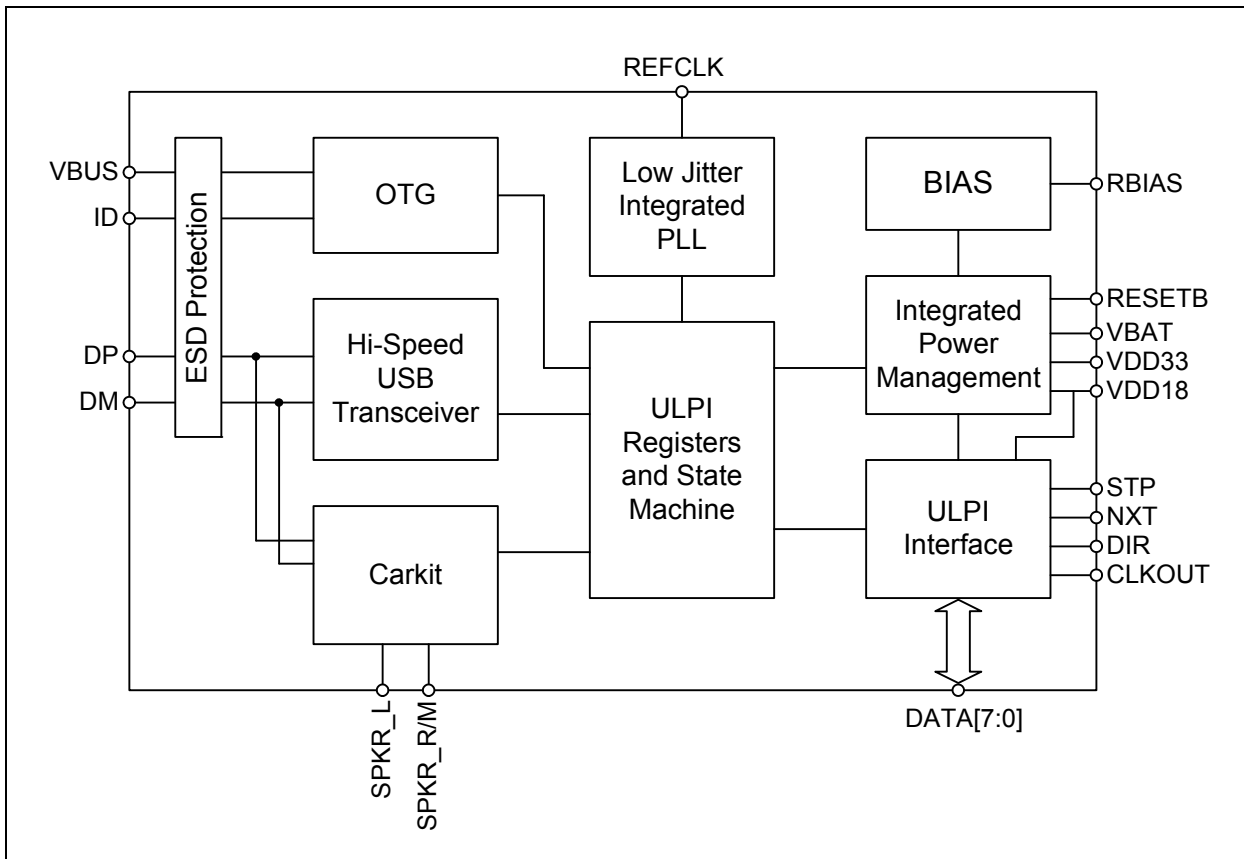 REFCLK
VBUS
ID
DP
DM
ESD Protection
OTG
Hi-Speed
USB
Transceiver
Carkit
SPKR_L
SPKR_R/M
Low Jitter
Integrated
PLL
ULPI
Registers
and State
Machine
BIAS
RBIAS
Integrated
Power
Management
RESETB
VBAT
VDD33
VDD18
ULPI
Interface
STP
NXT
DIR
CLKOUT
DATA[7:0]